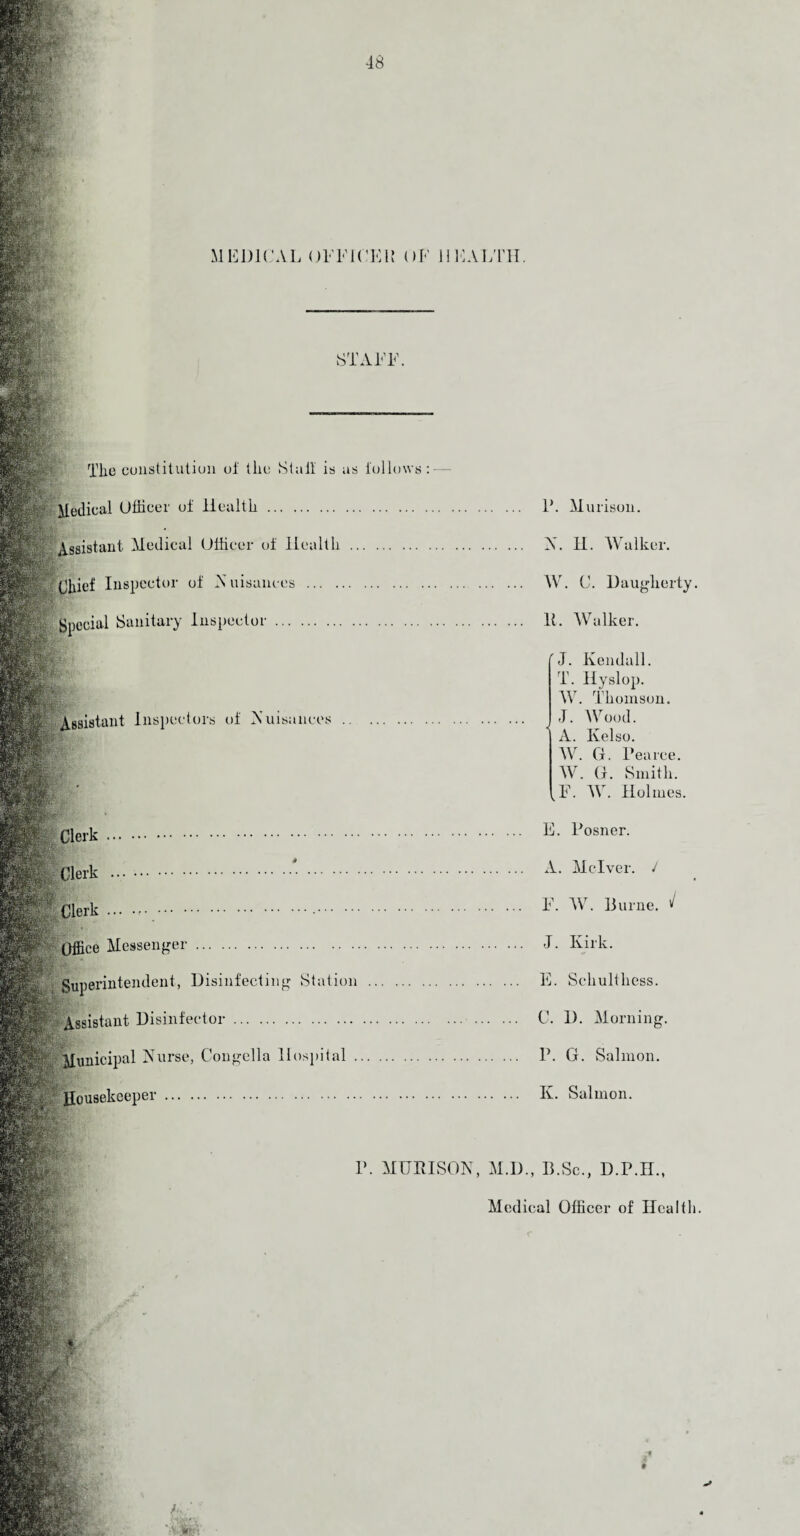 48
MEDICAL OFFICER OF HEALTH.
STAFF.
The constitution of the Staff is as follows:—
Medical Officer of Health ... ... ... ... ... ... ... ... ... ... P. Murison.
Assistant Medical Officer of Health ... ... ... ... ... ... ... N. H. Walker.
Chief Inspector of Nuisances ... ... ... ... ... ... ... ... W. C. Daugherty.
Special Sanitary Inspector ... ... ... ... ... ... ... ... ... R. Walker.
J. Kendall.
T. Hyslop.
W. Thomson.
Assistant Inspectors of Nuisances .. ... ... ... ... ... ... J. Wood.
A. Kelso.
W. G. Pearce.
W. G. Smith.
F. W. Holmes.
Clerk ... ... ... ... ... ... ... ... ... ... ... ... ... ... E. Posner.
Clerk ... ... ... ... ... ... ... ... ... ... ... ... ... ... A. McIver. /
Clerk ... ... ... ... ... ... ... ... ... ... ... ... ... ... F. W. Burne. √
Office Messenger ... ... ... ... ... ... ... ... ... ... ... J. Kirk.
Superintendent, Disinfecting Station ... ... ... ... ... ... E. Schulthess.
Assistant Disinfector ... ... ... ... ... ... ... ... ... ... C. D. Morning.
Municipal Nurse, Congella Hospital ... ... ... ... ... ... ... P. G. Salmon.
Housekeeper ... ... ... ... ... ... ... ... ... ... ... ... K. Salmon.
P. MURISON, M.D., B.Sc., D.P.H.,
Medical Officer of Health.